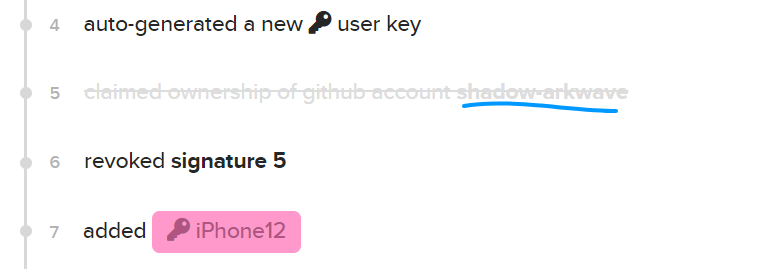 4 auto-generated a new user key
5 claimed ownership of github account shadow-arkwave
6 revoked signature 5
7 added iPhone12